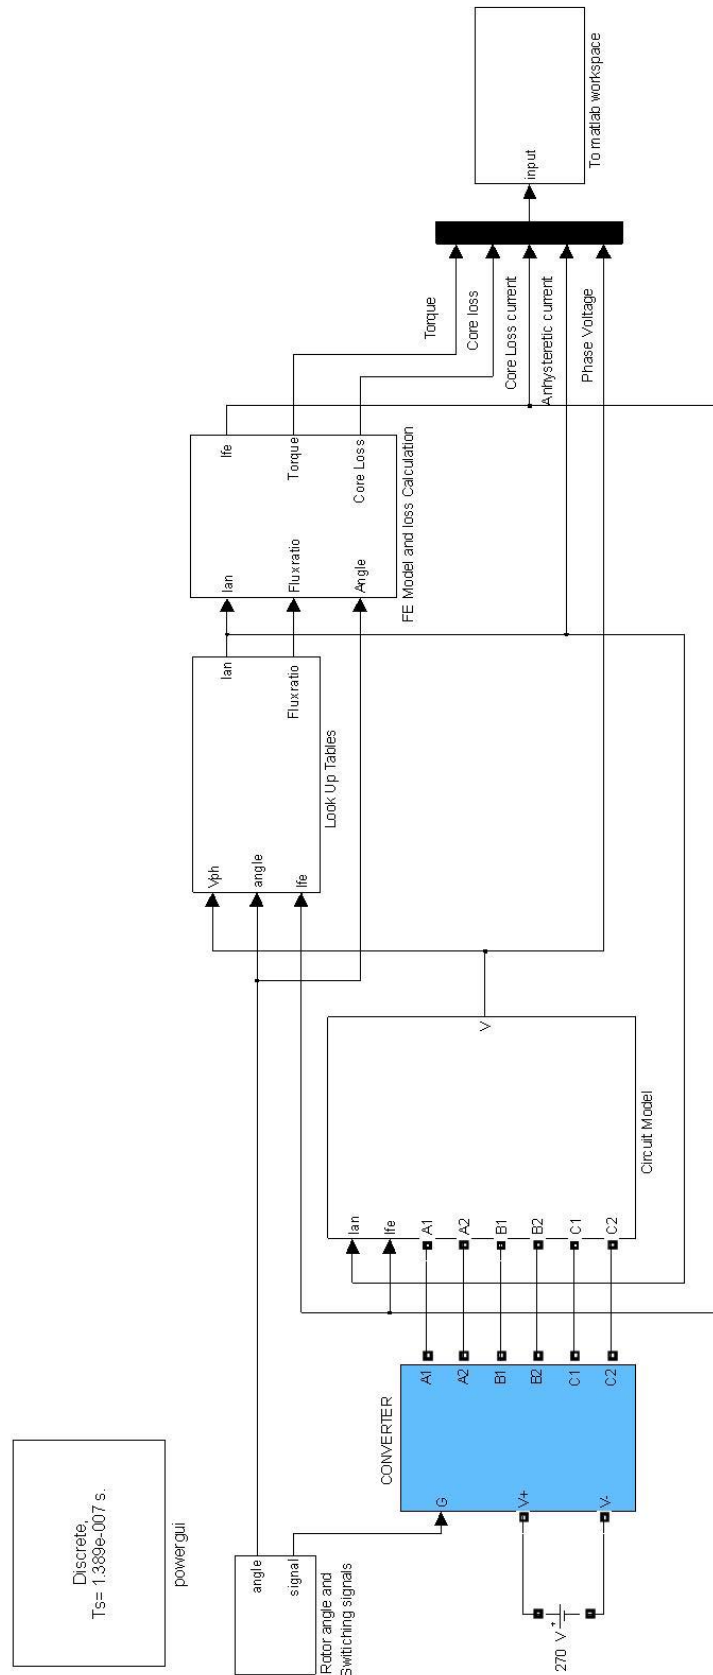 Discrete,
Ts= 1.389e-007 s.
powergui
angle
signal
Rotor angle and
Switiching signals
270 V
+
CONVERTER
G
V+
V-
A1
A2
B1
B2
C1
C2
Ian
Ife
A1
A2
B1
B2
C1
C2
V
Circuit Model
Vph
angle
Ife
Ian
Fluxratio
Look Up Tables
Ian
Fluxratio
Angle
Ife
Torque
Core Loss
FE Model and loss Calculation
Torque
Core loss
Core Loss current
Anhysteretic current
Phase Voltage
input
To matlab workspace